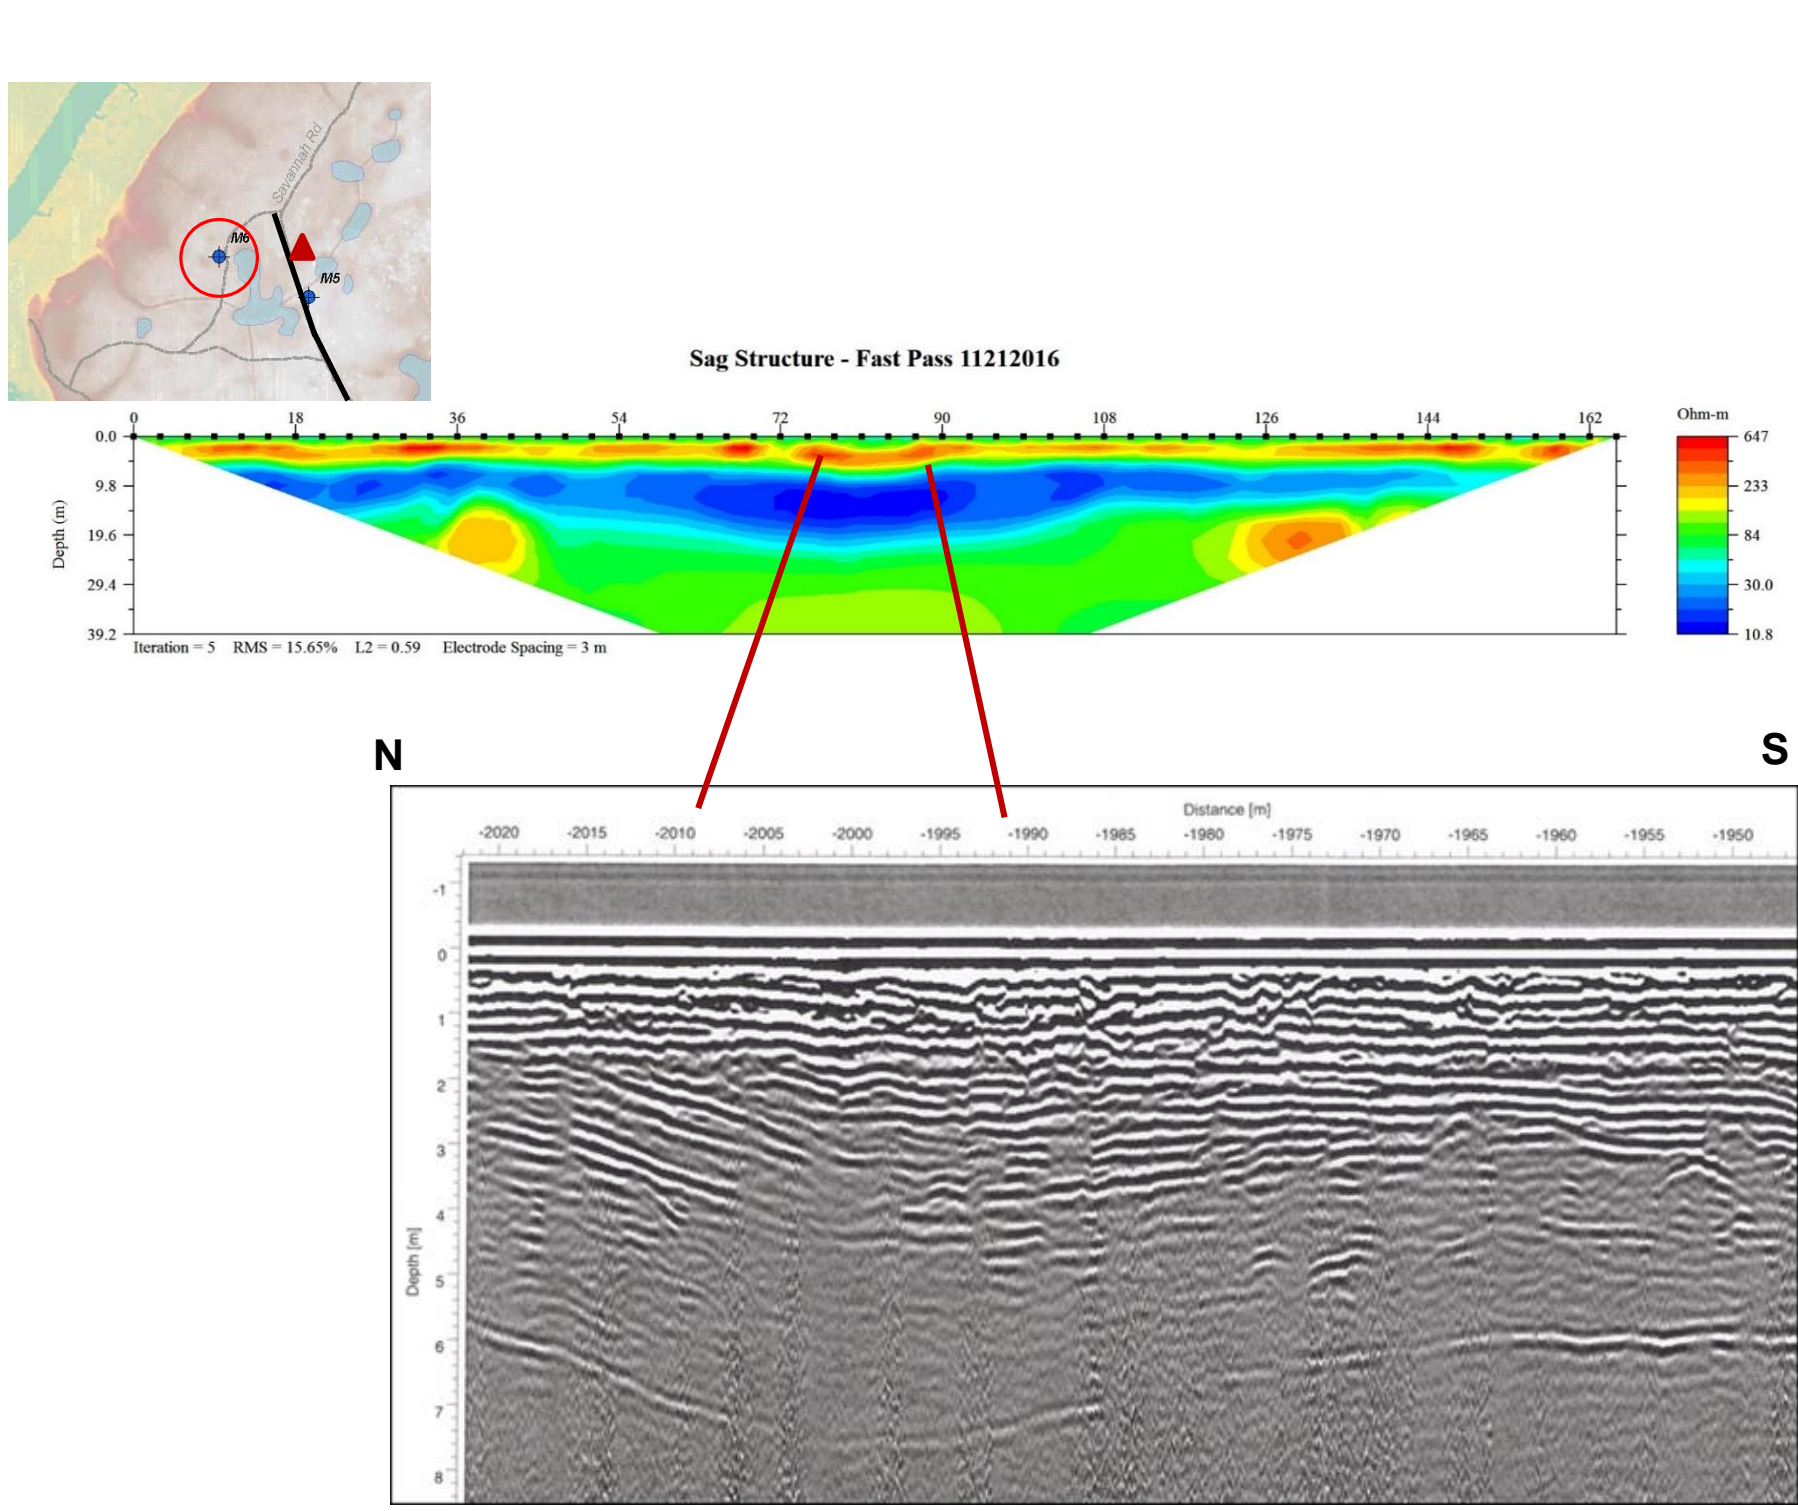 Savannah Rd
M6
M5
Sag Structure - Fast Pass 11212016
0 18 36 54 72 90 108 126 144 162
Ohm-m
0.0
9.8
19.6
29.4
39.2
Depth (m)
647
233
84
30.0
10.8
Iteration = 5 RMS = 15.65% L2 = 0.59 Electrode Spacing = 3 m
N
S
Distance [m]
-2020 -2015 -2010 -2005 -2000 -1995 -1990 -1985 -1980 -1975 -1970 -1965 -1960 -1955 -1950
-1
0
1
2
3
4
5
6
7
8
Depth [m]